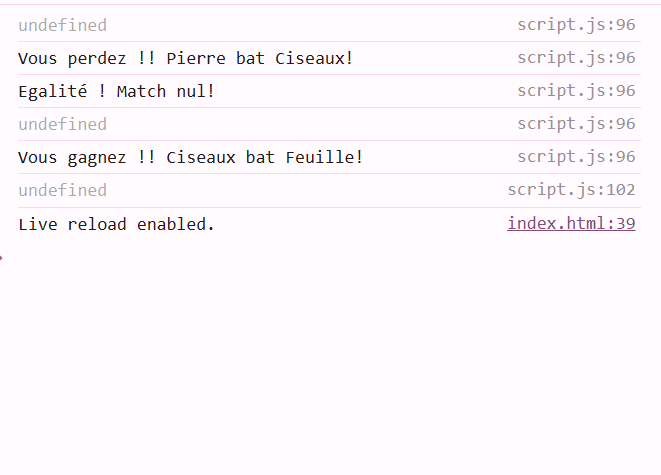 undefined script.js:96
Vous perdez !! Pierre bat Ciseaux! script.js:96
Egalité ! Match nul! script.js:96
undefined script.js:96
Vous gagnez !! Ciseaux bat Feuille! script.js:96
undefined script.js:102
Live reload enabled. index.html:39